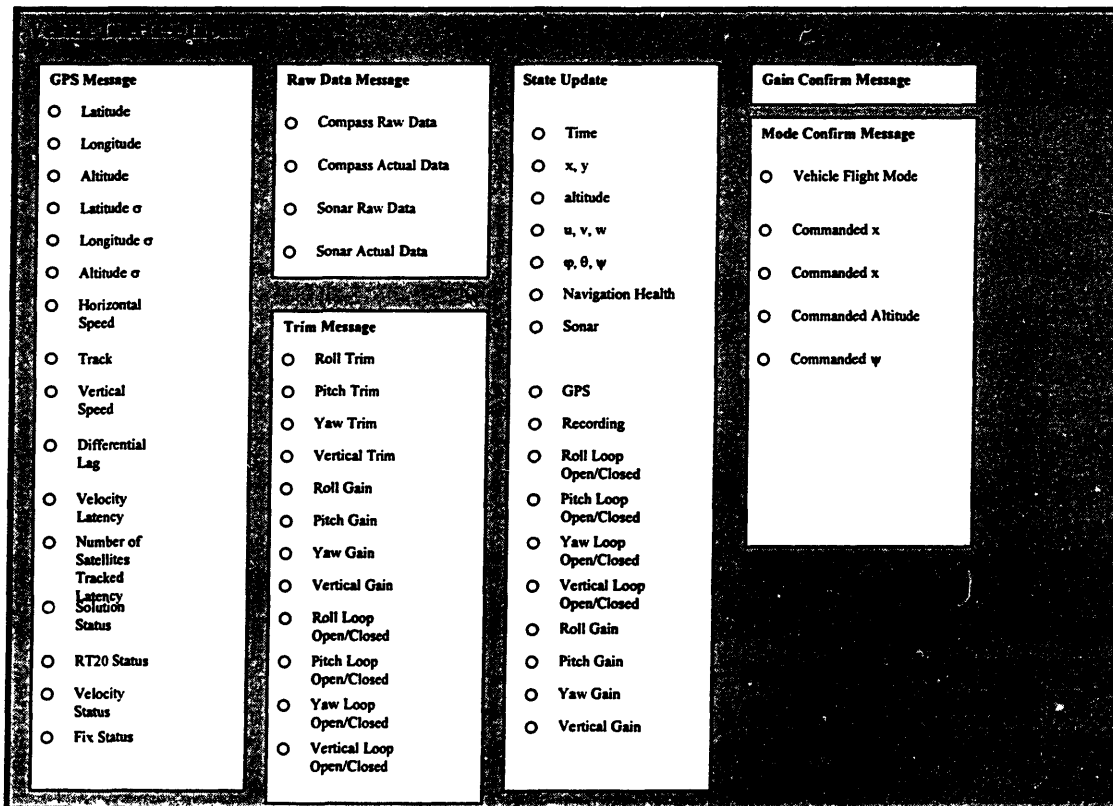 GPS Message
Latitude
Longitude
Altitude
Latitude σ
Longitude σ
Altitude σ
Horizontal
Speed
Track
Vertical
Speed
Differential
Lag
Velocity
Latency
Number of
Satellites
Tracked
Latency
Solution
Status
RT20 Status
Velocity
Status
Fix Status
Raw Data Message
Compass Raw Data
Compass Actual Data
Sonar Raw Data
Sonar Actual Data
Trim Message
Roll Trim
Pitch Trim
Yaw Trim
Vertical Trim
Roll Gain
Pitch Gain
Yaw Gain
Vertical Gain
Roll Loop
Open/Closed
Pitch Loop
Open/Closed
Yaw Loop
Open/Closed
Vertical Loop
Open/Closed
State Update
Time
x, y
altitude
u, v, w
φ, θ, ψ
Navigation Health
Sonar
GPS
Recording
Roll Loop
Open/Closed
Pitch Loop
Open/Closed
Yaw Loop
Open/Closed
Vertical Loop
Open/Closed
Roll Gain
Pitch Gain
Yaw Gain
Vertical Gain
Gain Confirm Message
Mode Confirm Message
Vehicle Flight Mode
Commanded x
Commanded x
Commanded Altitude
Commanded ψ